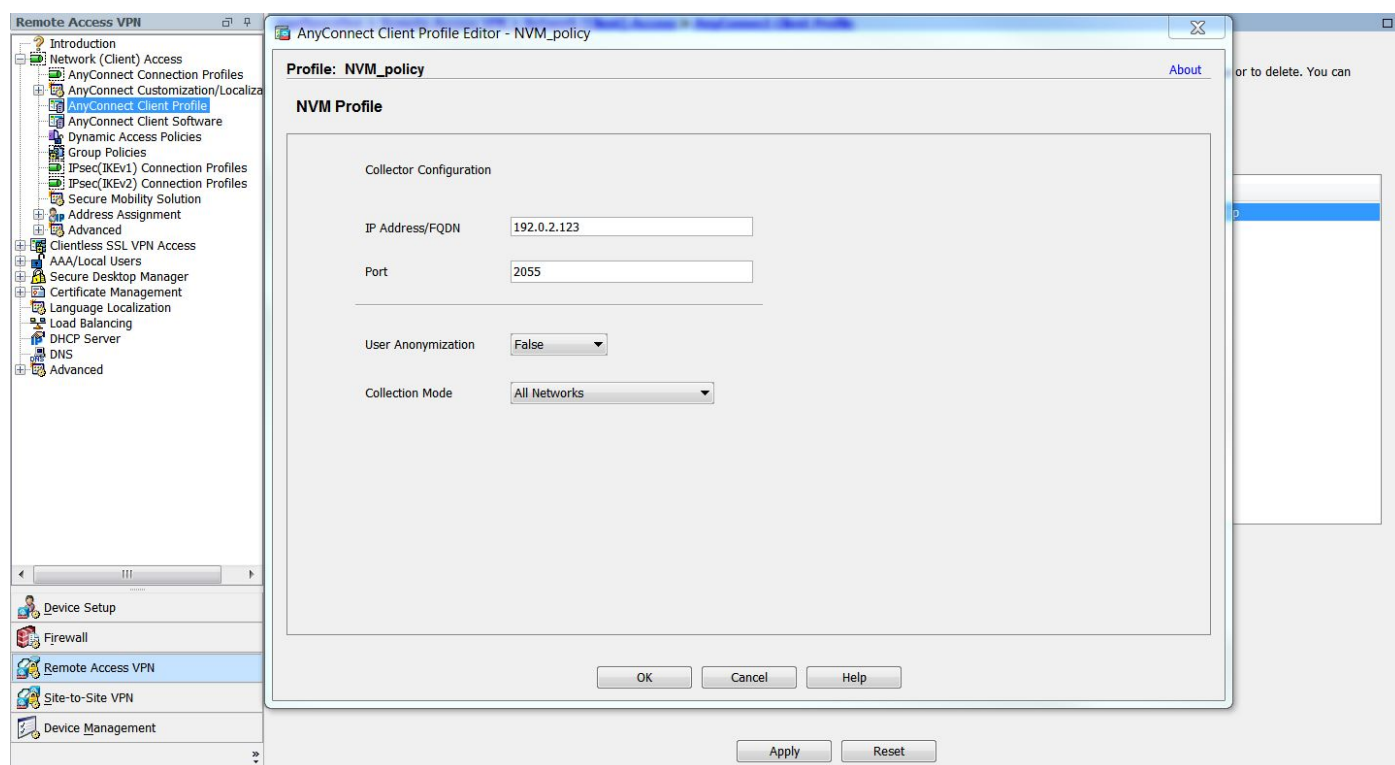 Remote Access VPN
Introduction
Network (Client) Access
AnyConnect Connection Profiles
AnyConnect Customization/Localiza
AnyConnect Client Profile
AnyConnect Client Software
Dynamic Access Policies
Group Policies
IPsec(IKEv1) Connection Profiles
IPsec(IKEv2) Connection Profiles
Secure Mobility Solution
Address Assignment
Advanced
Clientless SSL VPN Access
AAA/Local Users
Secure Desktop Manager
Certificate Management
Language Localization
Load Balancing
DHCP Server
DNS
Advanced
Device Setup
Firewall
Remote Access VPN
Site-to-Site VPN
Device Management
AnyConnect Client Profile Editor - NVM_policy
Profile: NVM_policy
About
NVM Profile
Collector Configuration
IP Address/FQDN
192.0.2.123
Port
2055
User Anonymization
False
Collection Mode
All Networks
OK
Cancel
Help
or to delete. You can
p
Apply
Reset